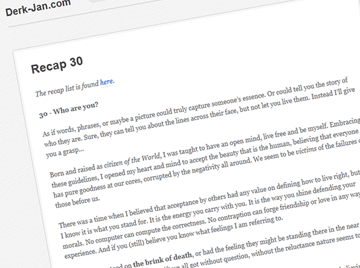 Derk-Jan.com
Recap 30
The recap list is found here.
30 - Who are you?
As if words, phrases, or maybe a picture could truly capture someone's essence. Or could tell you the story of
who they are. Sure, they can tell you about the lines across their face, but not let you live them. Instead I'll give
you a grasp...
Born and raised as citizen of the World, I was taught to have an open mind, live free and be myself. Embracing
these guidelines, I opened my heart and mind to accept the beauty that is the human, believing that everyone
has pure goodness at our cores, corrupted by the negativity all around. We seem to be victims of the failures o
those before us.
There was a time when I believed that acceptance by others had any value on defining how to live right, but
I know it is what you stand for. It is the energy you carry with you. It is the way you shine defending your
morals. No computer can compute the correctness. No contraption can forge friendship or love in any way
experience. And if you (still) believe you know what feelings I am referring to.
on the brink of death, or had the feeling they might be standing there in the near
all got without question, without the reluctance nature seems to